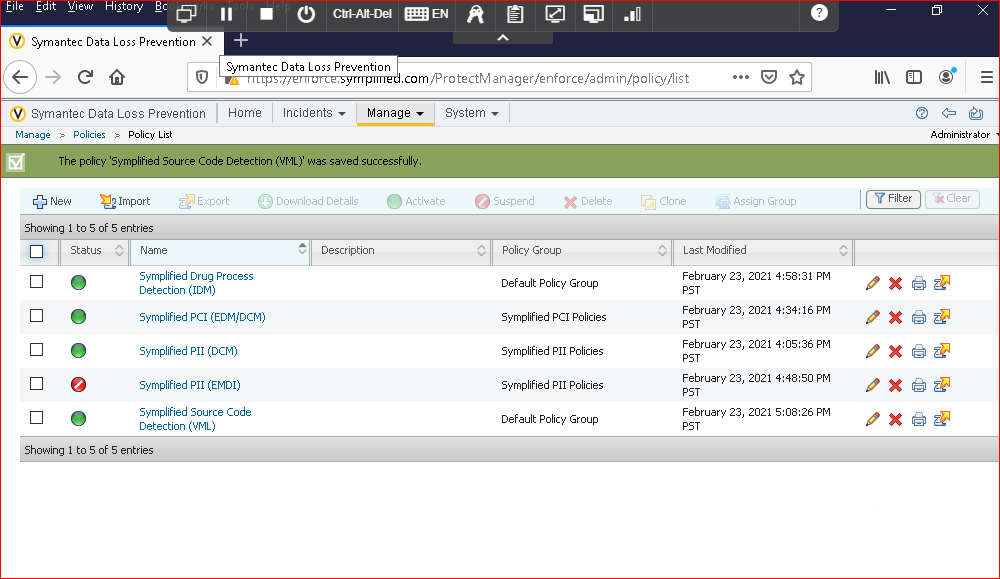 File Edit View History
Ctrl-Alt-Del EN ?
Symantec Data Loss Prevention
Symantec Data Loss Prevention
https://enforce.symplified.com/ProtectManager/enforce/admin/policy/list
Symantec Data Loss Prevention Home Incidents Manage System
Manage > Policies > Policy List Administrator
The policy 'Symplified Source Code Detection (VML)' was saved successfully.
New Import Export Download Details Activate Suspend Delete Clone Assign Group Filter Clear
Showing 1 to 5 of 5 entries
Status Name Description Policy Group Last Modified
Symplified Drug Process
Detection (IDM)
Default Policy Group
February 23, 2021 4:58:31 PM
PST
Symplified PCI (EDM/DCM)
Symplified PCI Policies
February 23, 2021 4:34:16 PM
PST
Symplified PII (DCM)
Symplified PII Policies
February 23, 2021 4:05:36 PM
PST
Symplified PII (EMDI)
Symplified PII Policies
February 23, 2021 4:48:50 PM
PST
Symplified Source Code
Detection (VML)
Default Policy Group
February 23, 2021 5:08:26 PM
PST
Showing 1 to 5 of 5 entries